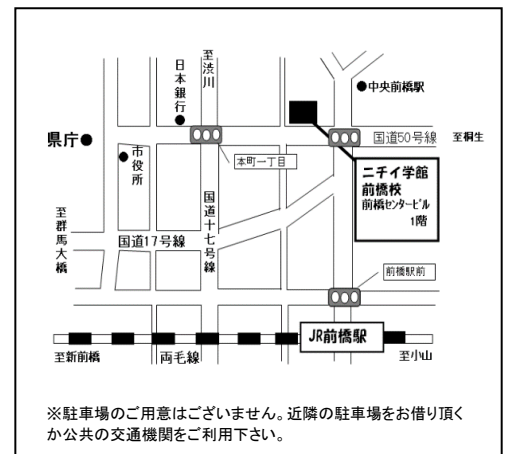 至渋川
日本銀行
中央前橋駅
県庁
国道50号線
至桐生
市役所
本町一丁目
ニチイ学館
前橋校
前橋センタービル
1階
国道十七号線
至群馬大橋
国道17号線
前橋駅前
JR前橋駅
至新前橋
両毛線
至小山
※駐車場のご用意はございません。近隣の駐車場をお借り頂く
か公共の交通機関をご利用下さい。